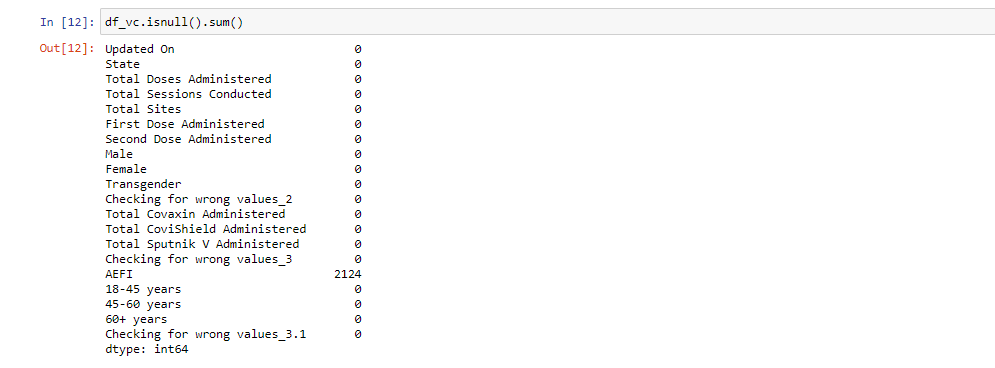 In [12]: df_vc.isnull().sum()
Out[12]: Updated On 0
State 0
Total Doses Administered 0
Total Sessions Conducted 0
Total Sites 0
First Dose Administered 0
Second Dose Administered 0
Male 0
Female 0
Transgender 0
Checking for wrong values_2 0
Total Covaxin Administered 0
Total CoviShield Administered 0
Total Sputnik V Administered 0
Checking for wrong values_3 0
AEFI 2124
18-45 years 0
45-60 years 0
60+ years 0
Checking for wrong values_3.1 0
dtype: int64